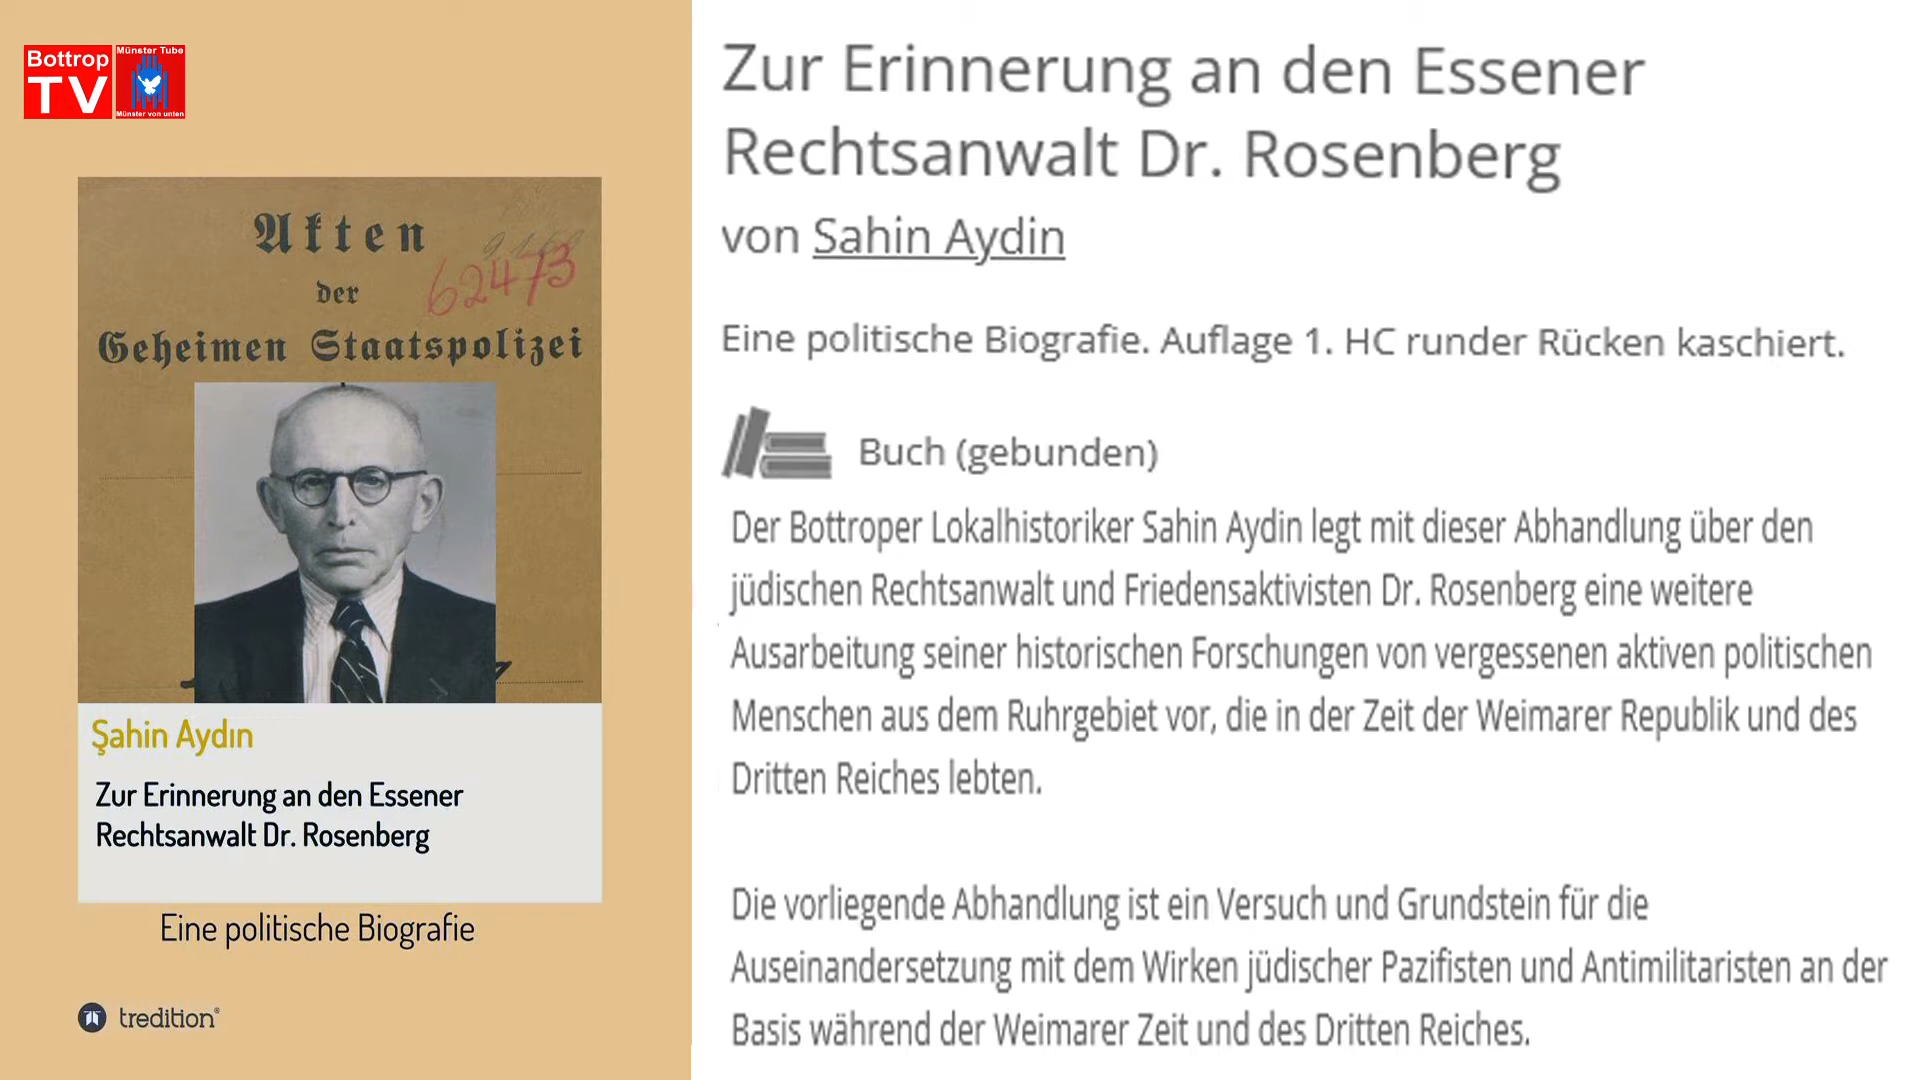 Bottrop
TV
Münster Tube
Münster von unten
Akten
der
Geheimen Staatspolizei
62473
Şahin Aydın
Zur Erinnerung an den Essener
Rechtsanwalt Dr. Rosenberg
Eine politische Biografie
tredition®
Zur Erinnerung an den Essener
Rechtsanwalt Dr. Rosenberg
von Sahin Aydin
Eine politische Biografie. Auflage 1. HC runder Rücken kaschiert.
Buch (gebunden)
Der Bottroper Lokalhistoriker Sahin Aydin legt mit dieser Abhandlung über den
jüdischen Rechtsanwalt und Friedensaktivisten Dr. Rosenberg eine weitere
Ausarbeitung seiner historischen Forschungen von vergessenen aktiven politischen
Menschen aus dem Ruhrgebiet vor, die in der Zeit der Weimarer Republik und des
Dritten Reiches lebten.
Die vorliegende Abhandlung ist ein Versuch und Grundstein für die
Auseinandersetzung mit dem Wirken jüdischer Pazifisten und Antimilitaristen an der
Basis während der Weimarer Zeit und des Dritten Reiches.